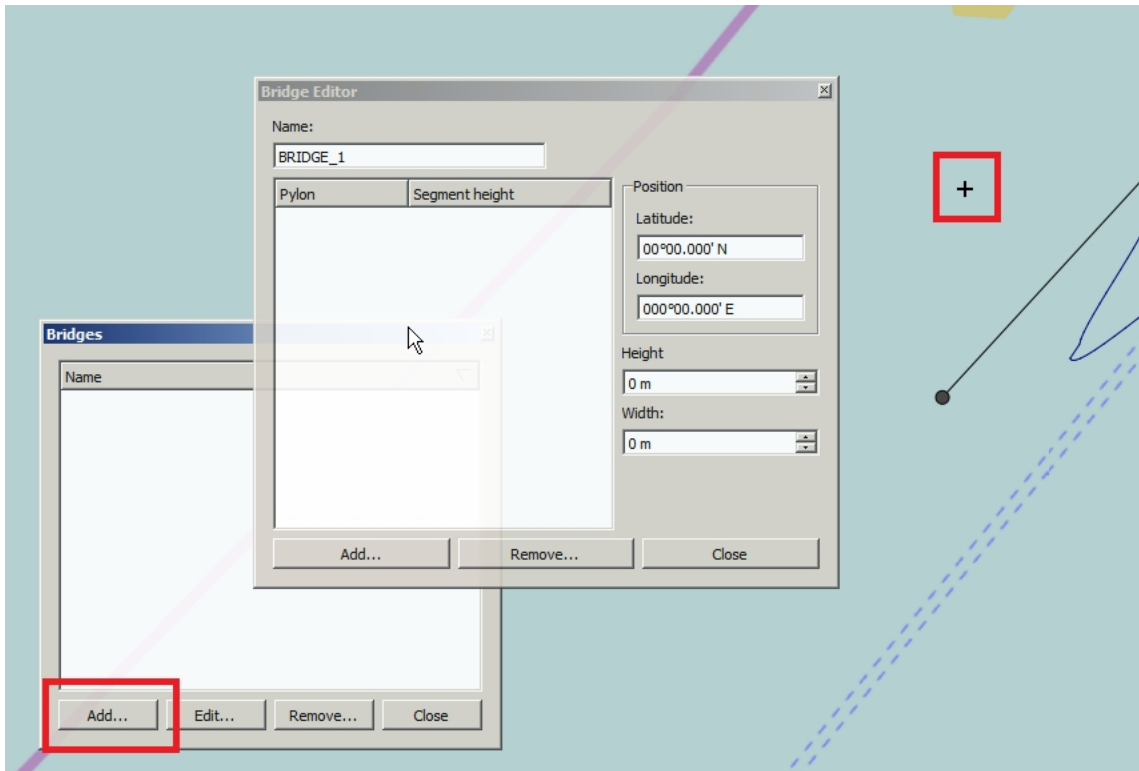 Bridge Editor
Name:
BRIDGE_1
Pylon Segment height
Position
Latitude:
00°00.000' N
Longitude:
000°00.000' E
Height
0 m
Width:
0 m
Add... Remove... Close
Bridges
Name
Add... Edit... Remove... Close